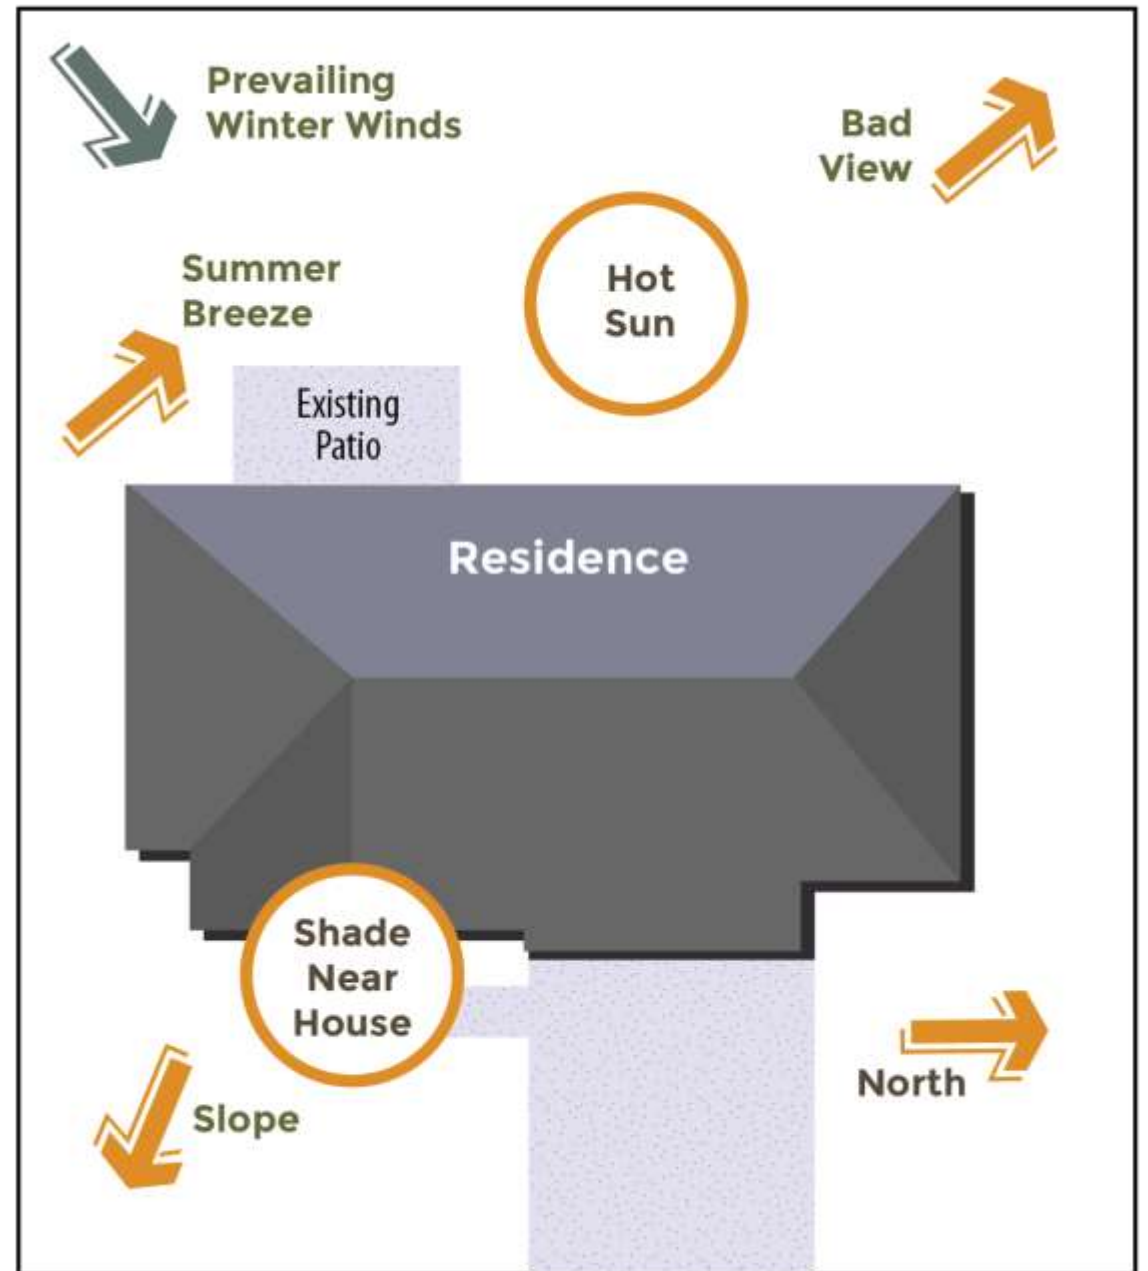 Prevailing
Winter Winds
Bad
View
Summer
Breeze
Hot
Sun
Existing
Patio
Residence
Shade
Near
House
Slope
North